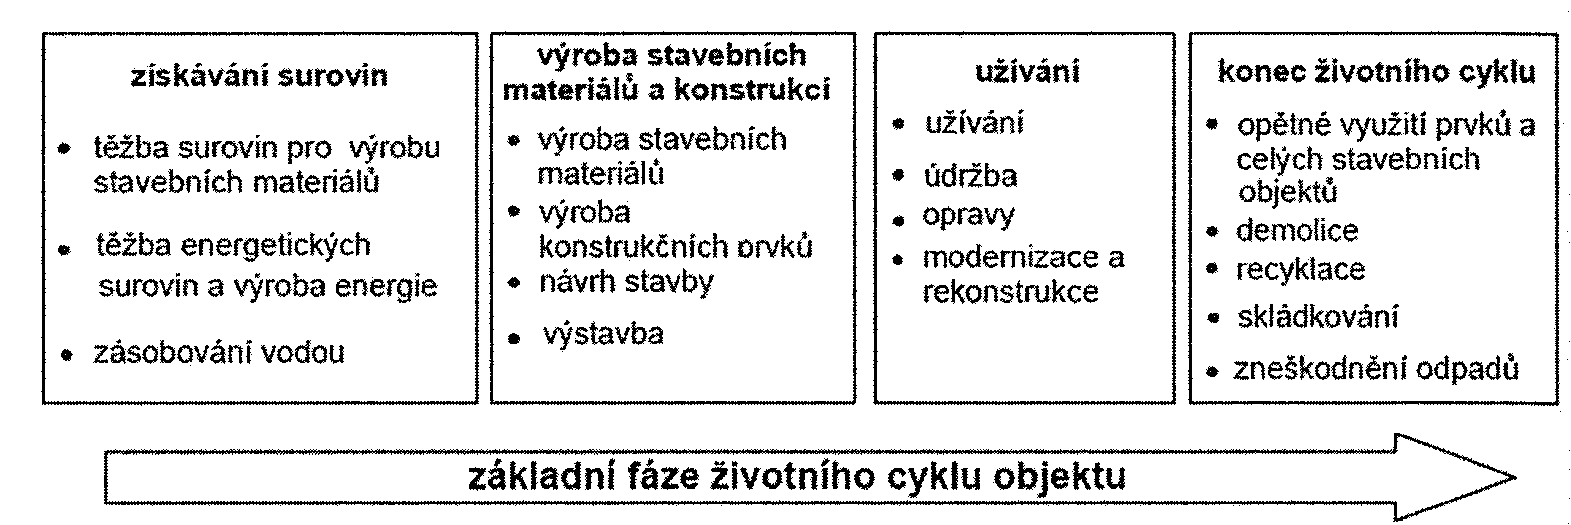 získávání surovin
• těžba surovin pro výrobu
stavebních materiálů
• těžba energetických
surovin a výroba energie
• zásobování vodou
výroba stavebních
materiálů a konstrukcí
• výroba stavebních
materiálů
• výroba
konstrukčních prvků
• návrh stavby
• výstavba
užívání
• užívání
• údržba
• opravy
• modernizace a
rekonstrukce
konec životního cyklu
• opětné využití prvků a
celých stavebních
objektů
• demolice
• recyklace
• skládkování
• zneškodnění odpadů
základní fáze životního cyklu objektu